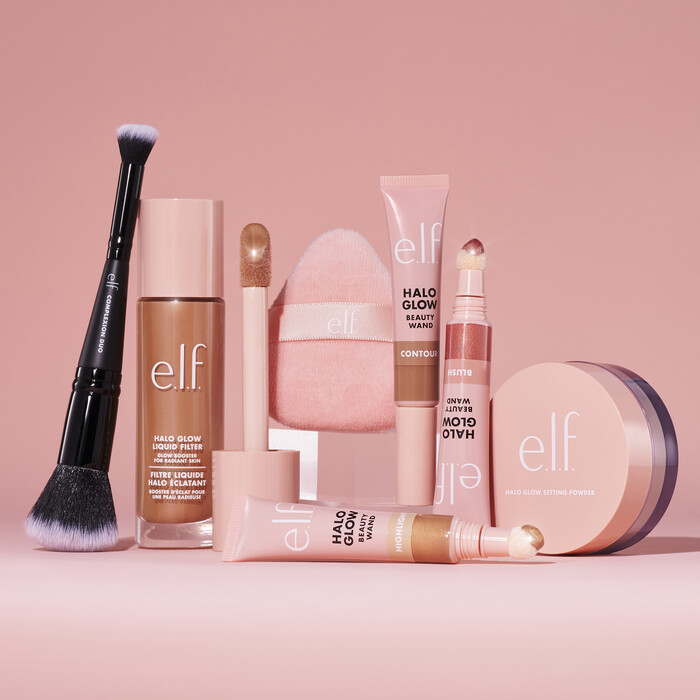 e.l.f.
COMPLEXION DUO
e.l.f.
HALO GLOW
LIQUID FILTER
GLOW BOOSTER
FOR RADIANT SKIN
FILTRE LIQUIDE
HALO ÉCLATANT
BOOSTER D'ÉCLAT POUR
UNE PEAU RADIEUSE
e.l.f.
e.l.f.
HALO
GLOW
BEAUTY
WAND
CONTOUR
e.l.f.
HALO
GLOW
BEAUTY
WAND
BLUSH
e.l.f.
HALO GLOW SETTING POWDER
e.l.f.
HALO
GLOW
BEAUTY
WAND
HIGHLIGHT